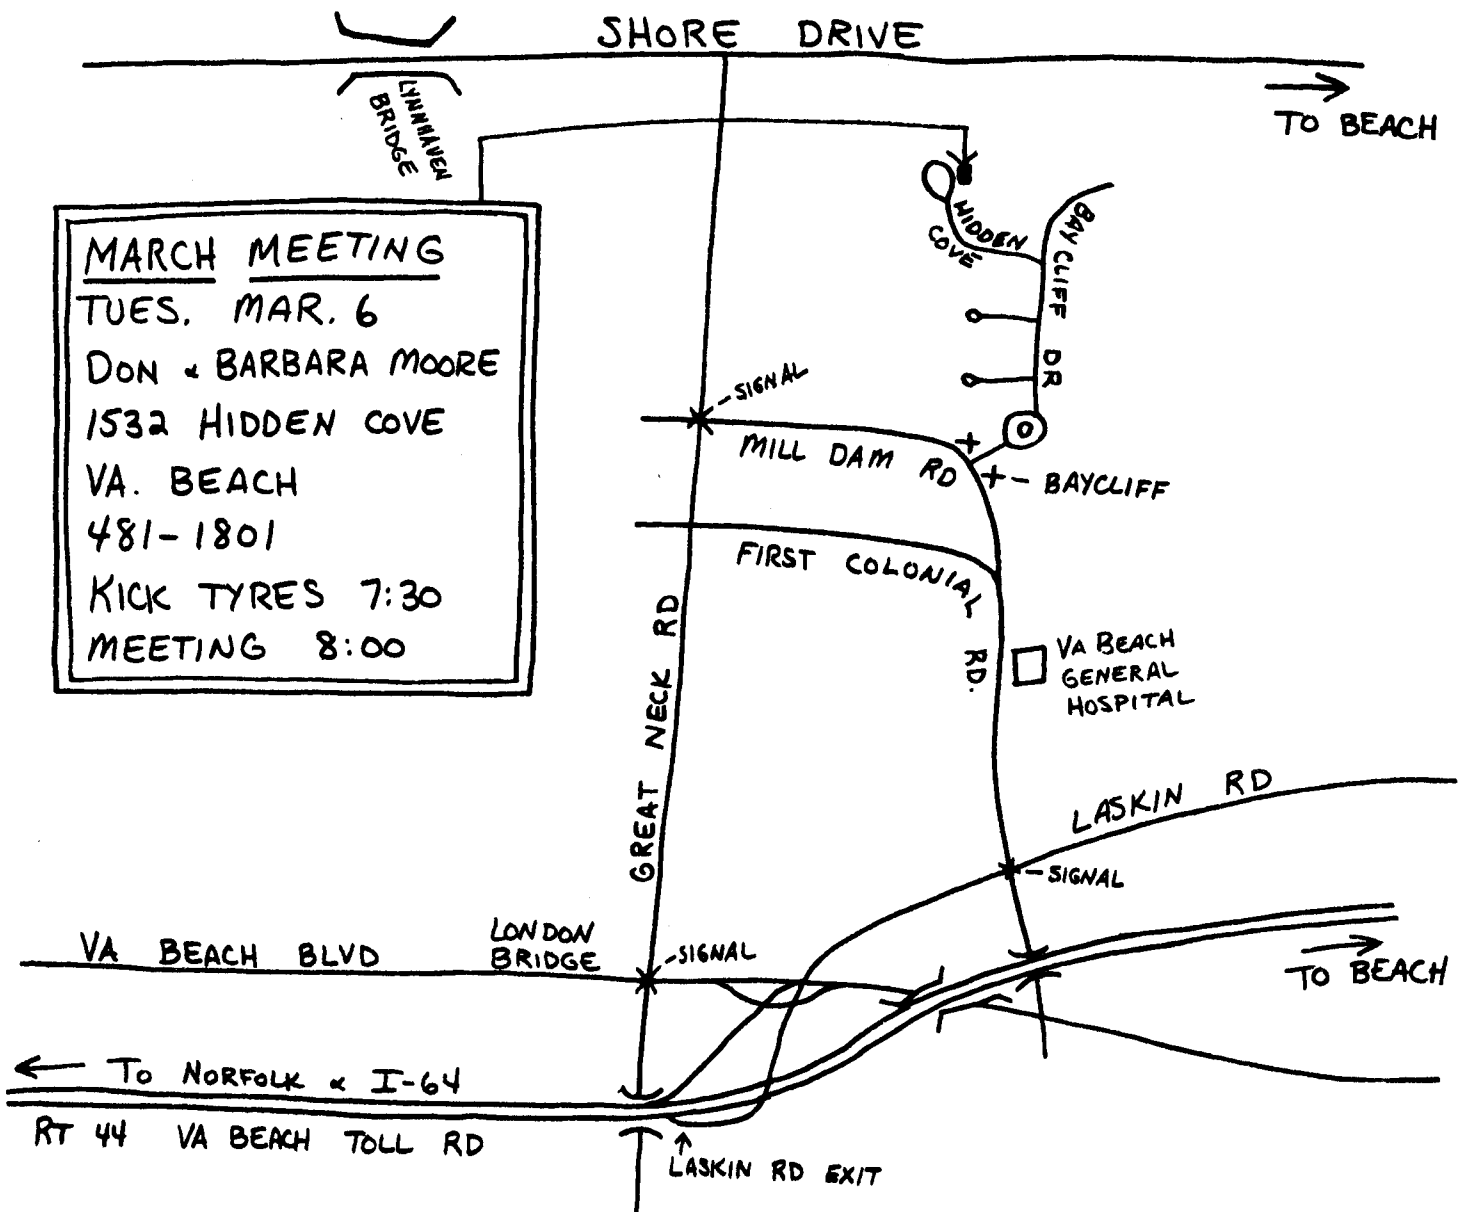 SHORE DRIVE
LYNNHAVEN
BRIDGE
TO BEACH
HIDDEN
COVE
BAYCLIFF DR
MARCH MEETING
TUES. MAR. 6
DON & BARBARA MOORE
1532 HIDDEN COVE
VA. BEACH
481-1801
KICK TYRES 7:30
MEETING 8:00
SIGNAL
MILL DAM RD
BAYCLIFF
FIRST COLONIAL RD.
GREAT NECK RD
VA BEACH
GENERAL
HOSPITAL
LASKIN RD
SIGNAL
VA BEACH BLVD
LONDON
BRIDGE
SIGNAL
TO BEACH
TO NORFOLK & I-64
RT 44 VA BEACH TOLL RD
LASKIN RD EXIT